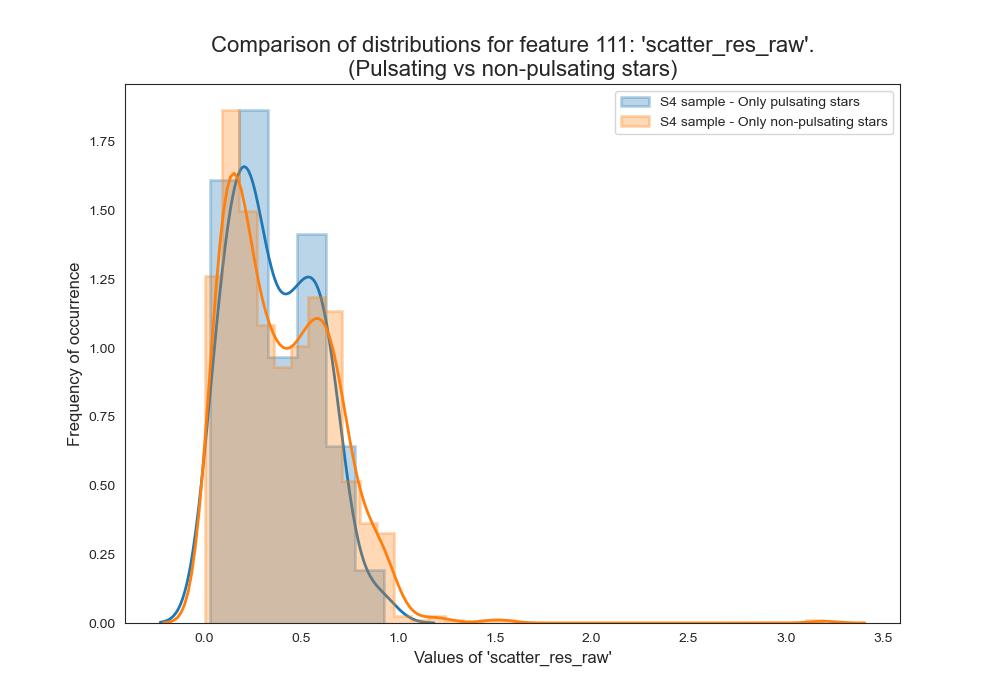 Comparison of distributions for feature 111: 'scatter_res_raw'.
(Pulsating vs non-pulsating stars)
S4 sample - Only pulsating stars
S4 sample - Only non-pulsating stars
Frequency of occurrence
1.75
1.50
1.25
1.00
0.75
0.50
0.25
0.00
0.0 0.5 1.0 1.5 2.0 2.5 3.0 3.5
Values of 'scatter_res_raw'